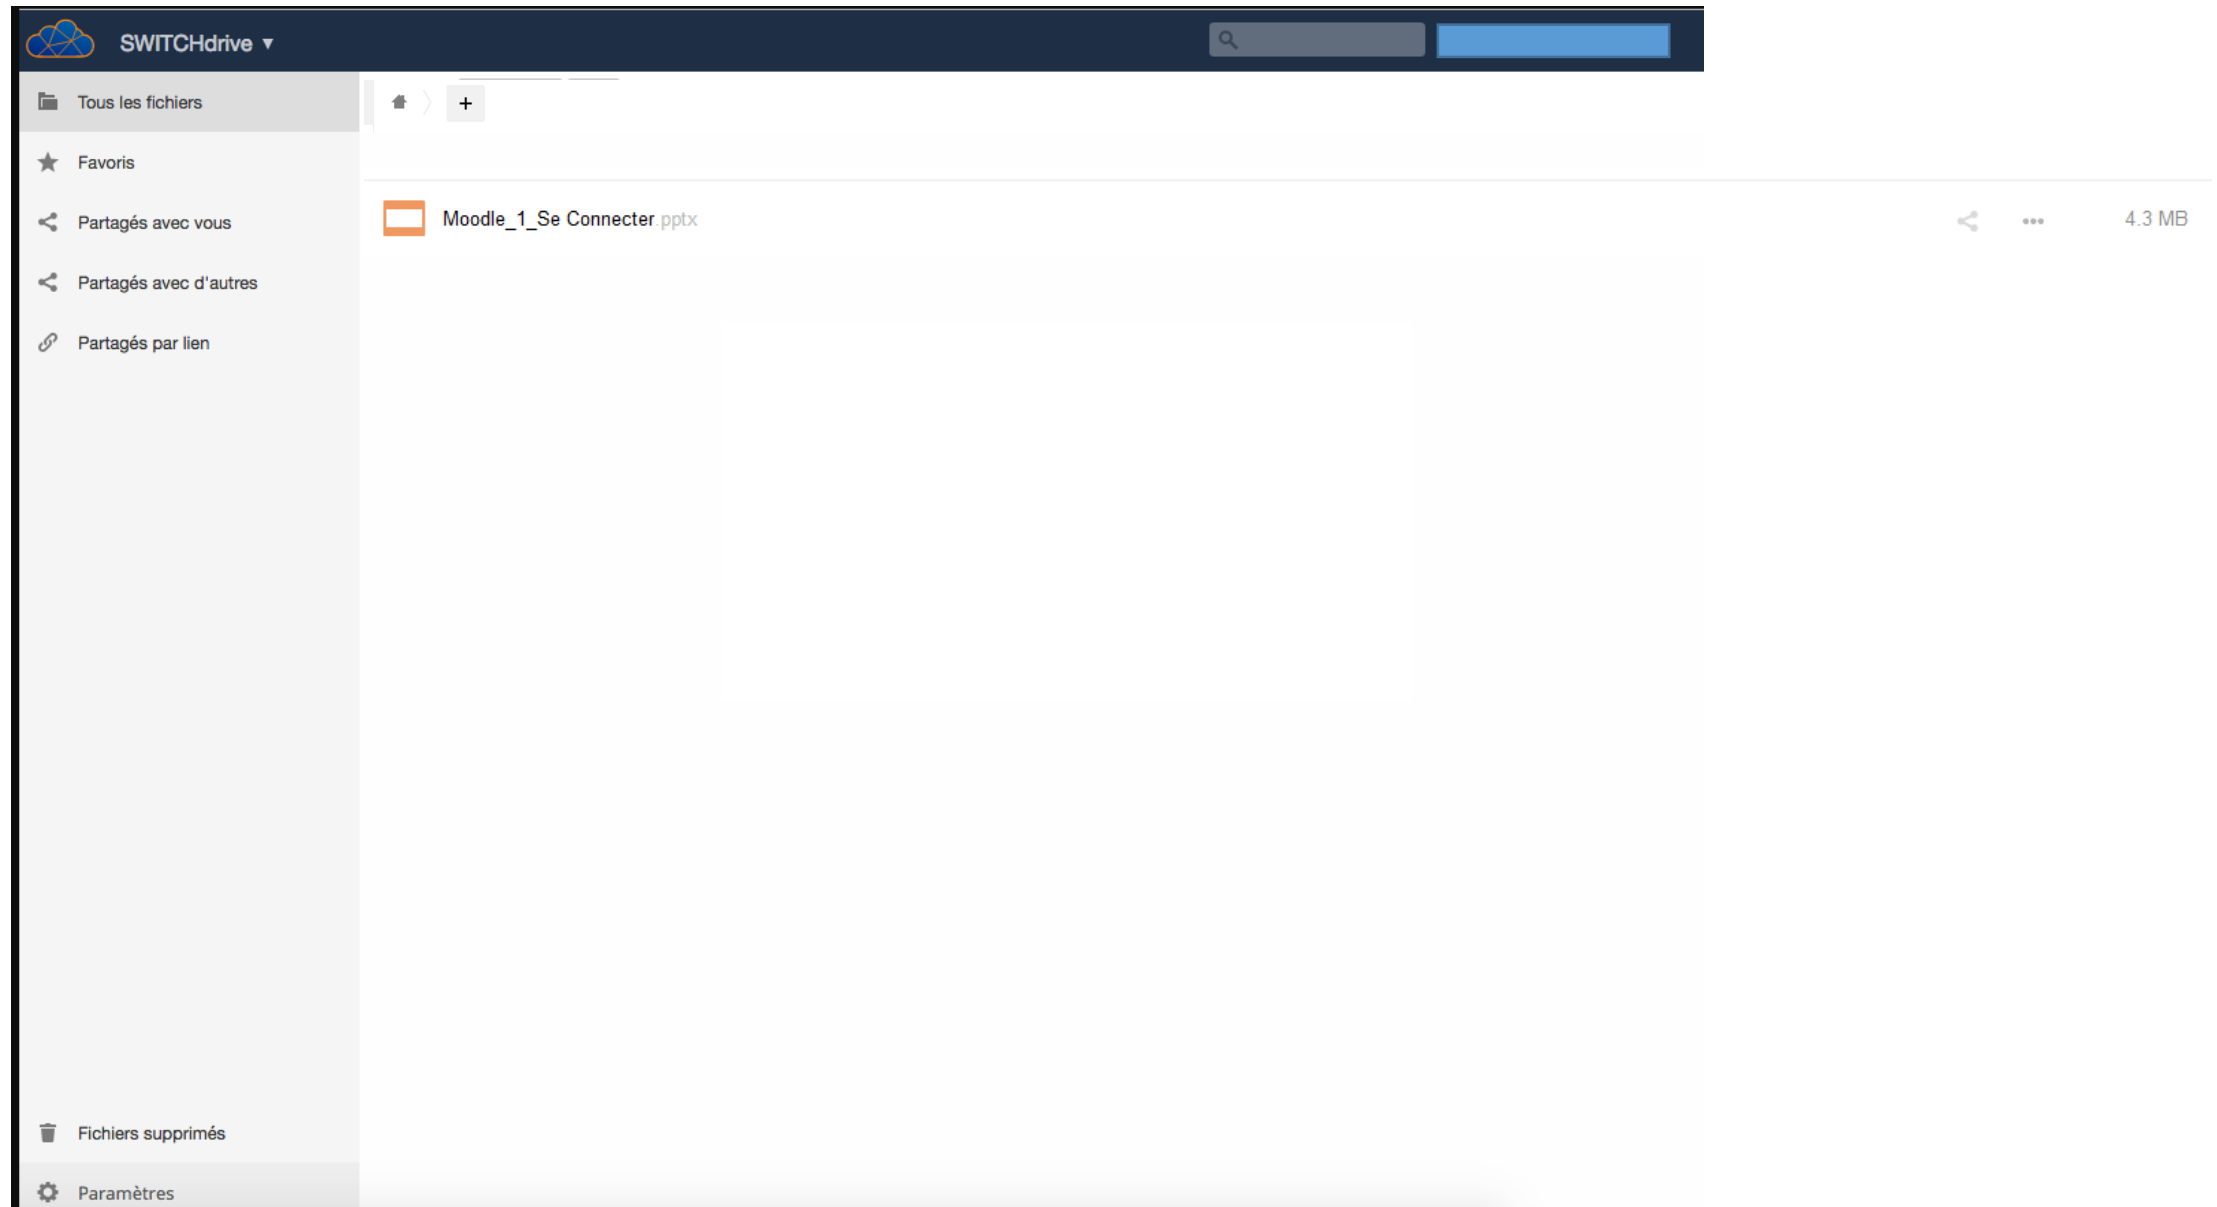 SWITCHdrive ▾
Tous les fichiers
+
Favoris
Partagés avec vous
Moodle_1_Se Connecter.pptx
4.3 MB
Partagés avec d'autres
Partagés par lien
Fichiers supprimés
Paramètres